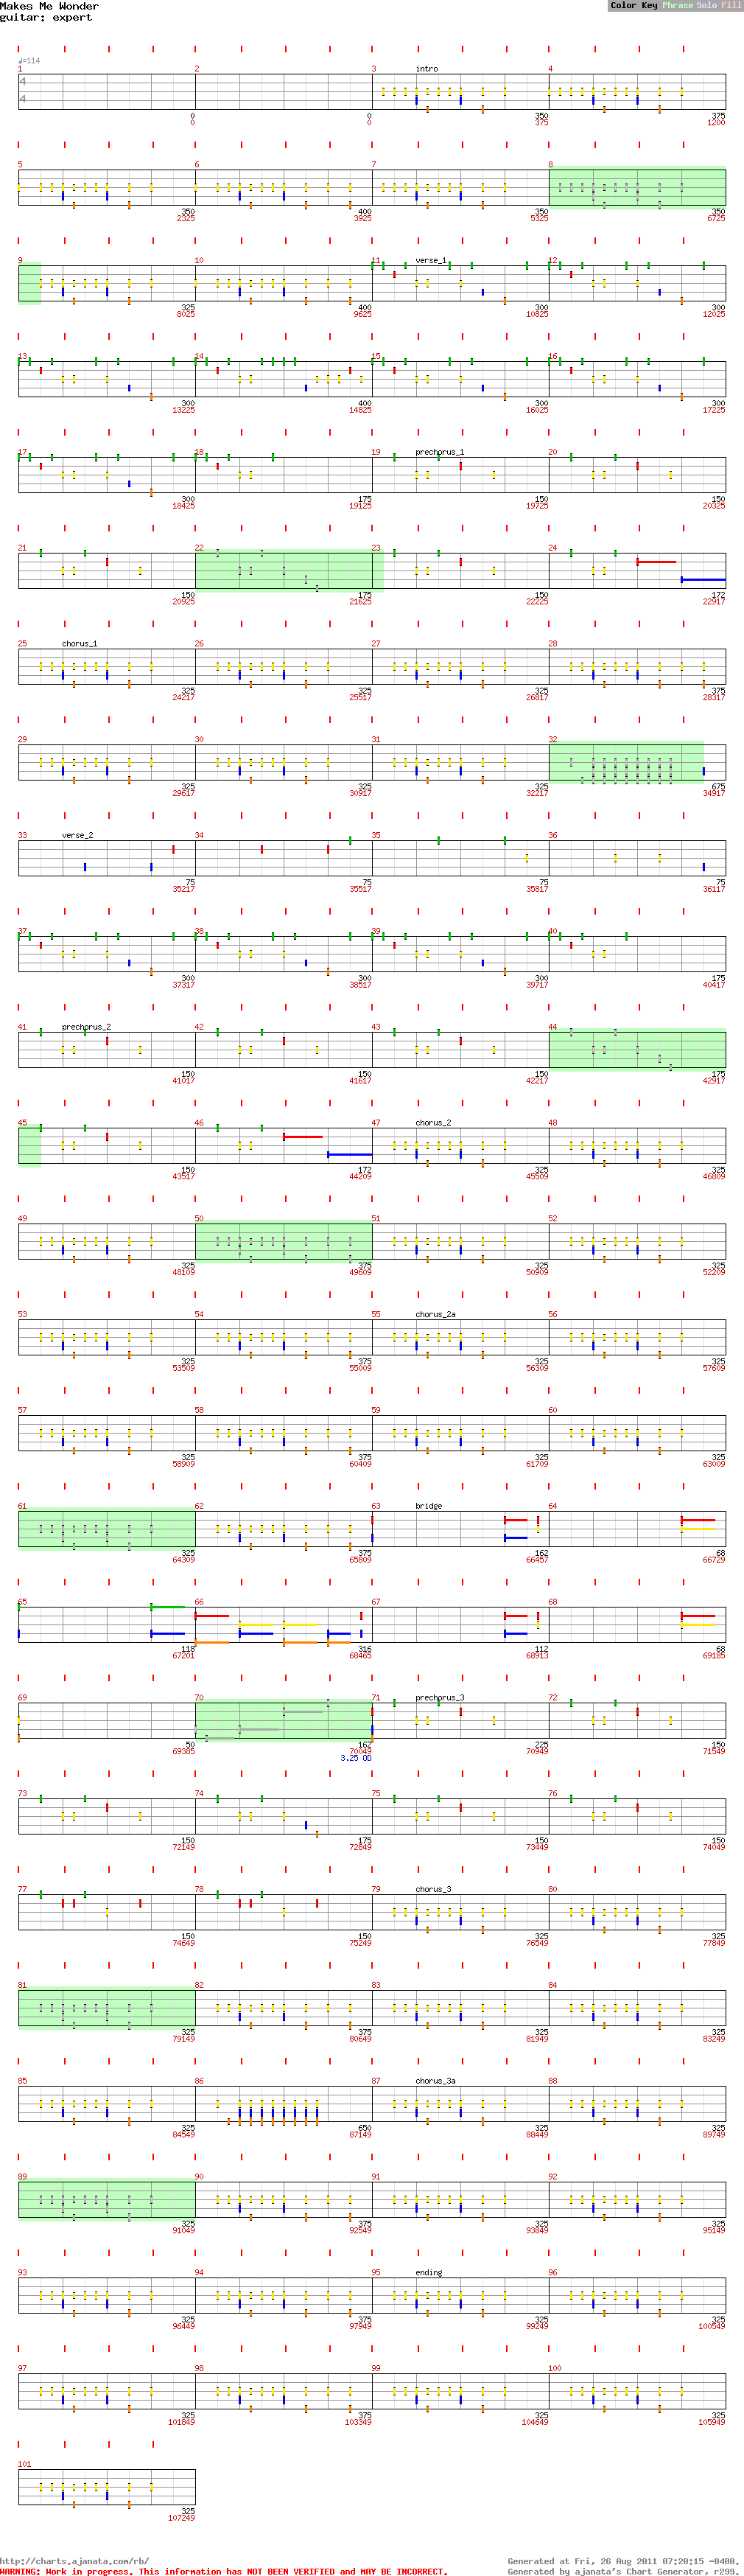 Makes Me Wonder
guitar: expert
Color Key Phrase Solo Fill
♩=114
1 2 3 intro 4
4
4
0 0 350 375
0 0 375 1200
5 6 7 8
350 400 350 350
2325 3925 5325 6725
9 10 11 verse_1 12
325 400 300 300
8025 9625 10825 12025
13 14 15 16
300 400 300 300
13225 14825 16025 17225
17 18 19 prechorus_1 20
300 175 150 150
18425 19125 19725 20325
21 22 23 24
150 175 150 172
20925 21625 22225 22917
25 chorus_1 26 27 28
325 325 325 375
24217 25517 26817 28317
29 30 31 32
325 325 325 675
29617 30917 32217 34917
33 verse_2 34 35 36
75 75 75 75
35217 35517 35817 36117
37 38 39 40
300 300 300 175
37317 38517 39717 40417
41 prechorus_2 42 43 44
150 150 150 175
41017 41617 42217 42917
45 46 47 chorus_2 48
150 172 325 325
43517 44209 45509 46809
49 50 51 52
325 375 325 325
48109 49609 50909 52209
53 54 55 chorus_2a 56
325 375 325 325
53509 55009 56309 57609
57 58 59 60
325 375 325 325
58909 60409 61709 63009
61 62 63 bridge 64
325 375 162 68
64309 65809 66457 66729
65 66 67 68
118 316 112 68
67201 68465 68913 69185
69 70 71 prechorus_3 72
50 162 225 150
69385 70049 70949 71549
3.25 OD
73 74 75 76
150 175 150 150
72149 72849 73449 74049
77 78 79 chorus_3 80
150 150 325 325
74649 75249 76549 77849
81 82 83 84
325 375 325 325
79149 80649 81949 83249
85 86 87 chorus_3a 88
325 650 325 325
84549 87149 88449 89749
89 90 91 92
325 375 325 325
91049 92549 93849 95149
93 94 95 ending 96
325 375 325 325
96449 97949 99249 100549
97 98 99 100
325 375 325 325
101849 103349 104649 105949
101
325
107249
http://charts.ajanata.com/rb/ Generated at Fri, 26 Aug 2011 07:20:15 -0400.
WARNING: Work in progress. This information has NOT BEEN VERIFIED and MAY BE INCORRECT. Generated by ajanata's Chart Generator, r299.